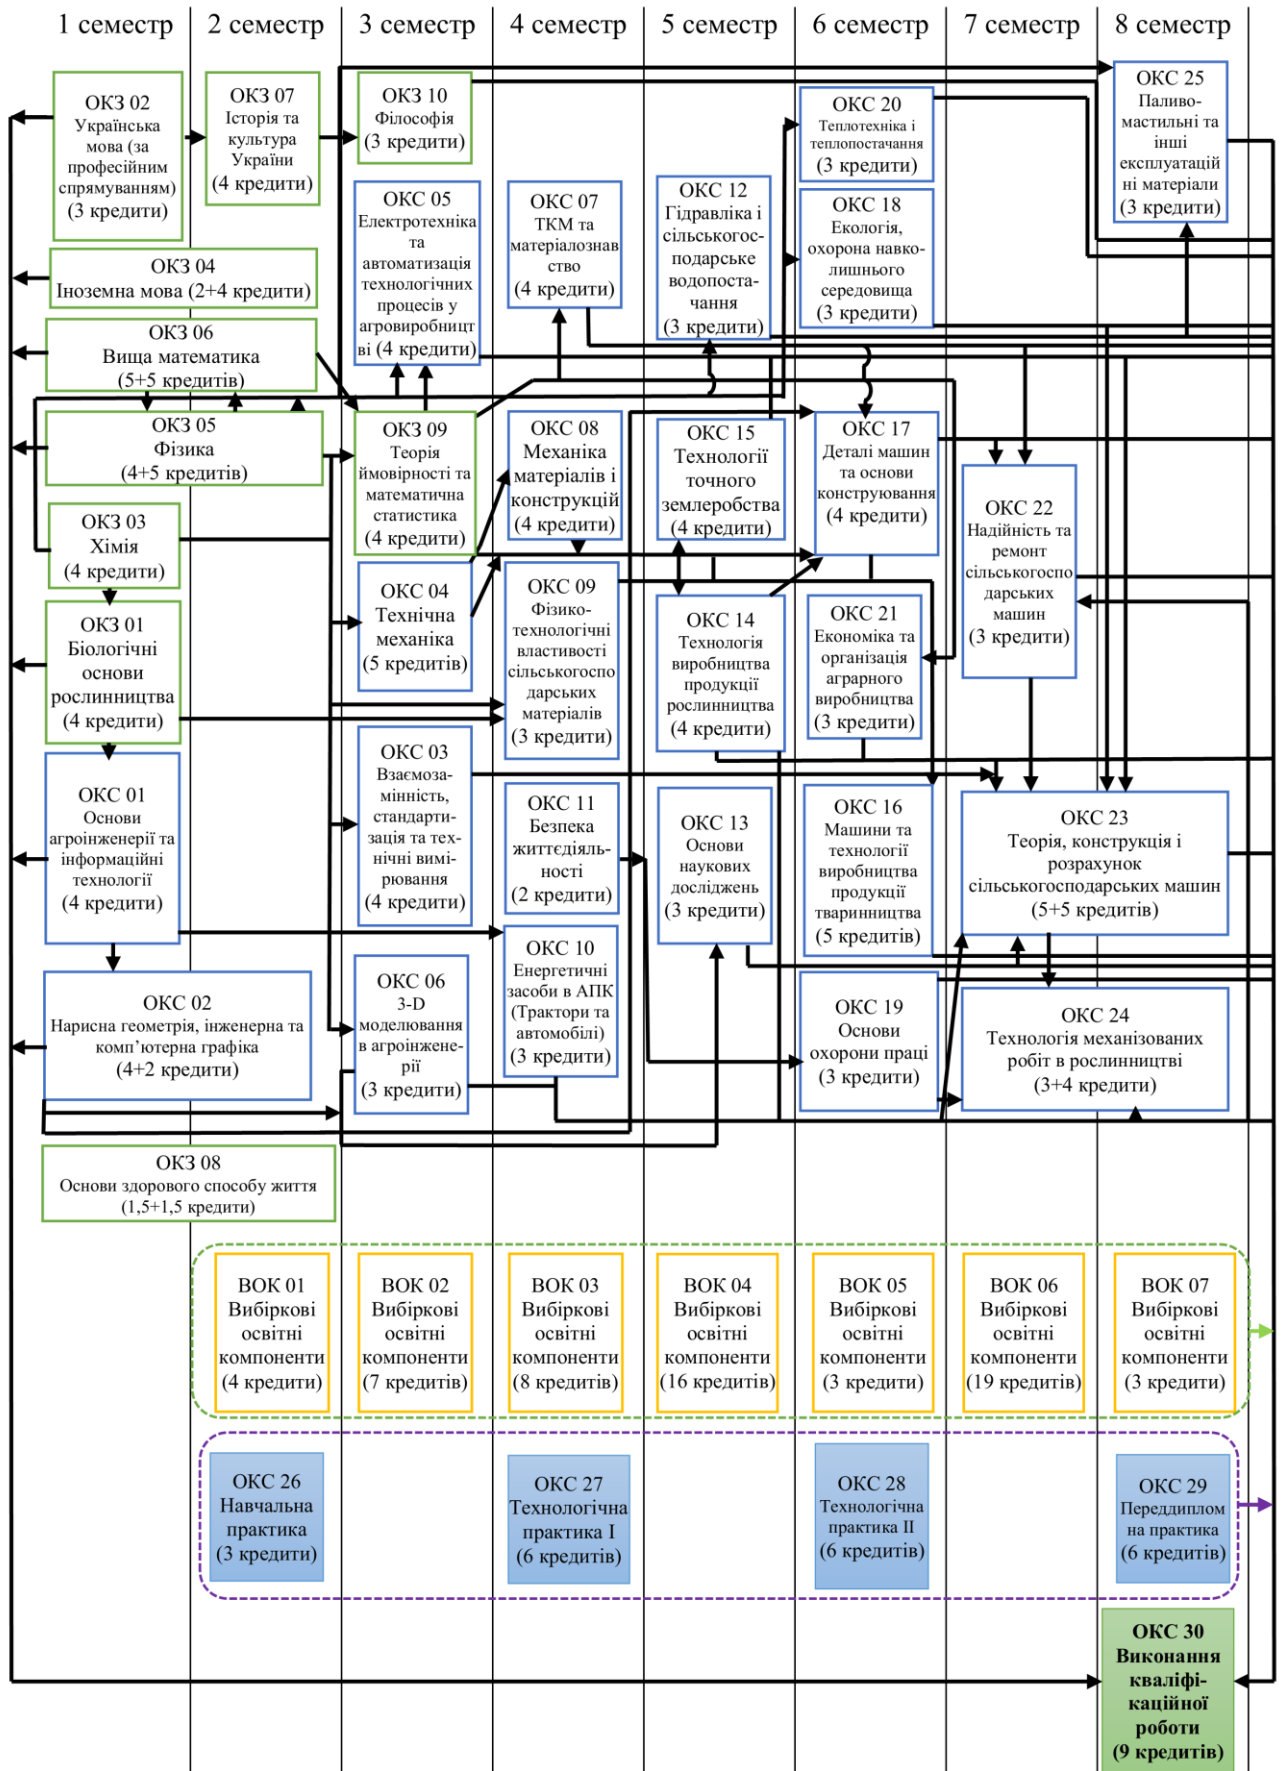 1 семестр
2 семестр
3 семестр
4 семестр
5 семестр
6 семестр
7 семестр
8 семестр
ОКЗ 02
Українська
мова (за
професійним
спрямуванням)
(3 кредити)
ОКЗ 07
Історія та
культура
України
(4 кредити)
ОКЗ 10
Філософія
(3 кредити)
ОКС 20
Теплотехніка і
теплопостачання
(3 кредити)
ОКС 25
Паливо-
мастильні та
інші
експлуатацій
ні матеріали
(3 кредити)
ОКЗ 04
Іноземна мова (2+4 кредити)
ОКС 05
Електротехніка
та
автоматизація
технологічних
процесів у
агровиробницт
ві (4 кредити)
ОКС 07
ТКМ та
матеріалознав
ство
(4 кредити)
ОКС 12
Гідравліка і
сільськогос-
подарське
водопоста-
чання
(3 кредити)
ОКС 18
Екологія,
охорона навко-
лишнього
середовища
(3 кредити)
ОКЗ 06
Вища математика
(5+5 кредитів)
ОКЗ 05
Фізика
(4+5 кредитів)
ОКЗ 09
Теорія
ймовірності та
математична
статистика
(4 кредити)
ОКС 08
Механіка
матеріалів і
конструкцій
(4 кредити)
ОКС 15
Технології
точного
землеробства
(4 кредити)
ОКС 17
Деталі машин
та основи
конструювання
(4 кредити)
ОКС 22
Надійність та
ремонт
сільськогоспо
дарських
машин
(3 кредити)
ОКЗ 03
Хімія
(4 кредити)
ОКЗ 01
Біологічні
основи
рослинництва
(4 кредити)
ОКС 04
Технічна
механіка
(5 кредитів)
ОКС 09
Фізико-
технологічні
властивості
сільськогоспо
дарських
матеріалів
(3 кредити)
ОКС 14
Технологія
виробництва
продукції
рослинництва
(4 кредити)
ОКС 21
Економіка та
організація
аграрного
виробництва
(3 кредити)
ОКС 01
Основи
агроінженерії та
інформаційні
технології
(4 кредити)
ОКС 03
Взаємоза-
мінність,
стандарти-
зація та тех-
нічні вимі-
рювання
(4 кредити)
ОКС 11
Безпека
життєдіяль-
ності
(2 кредити)
ОКС 13
Основи
наукових
досліджень
(3 кредити)
ОКС 16
Машини та
технології
виробництва
продукції
тваринництва
(5 кредитів)
ОКС 23
Теорія, конструкція і
розрахунок
сільськогосподарських машин
(5+5 кредитів)
ОКС 02
Нарисна геометрія, інженерна та
комп’ютерна графіка
(4+2 кредити)
ОКС 06
3-D
моделювання
в агроінжене-
рії
(3 кредити)
ОКС 10
Енергетичні
засоби в АПК
(Трактори та
автомобілі)
(3 кредити)
ОКС 19
Основи
охорони праці
(3 кредити)
ОКС 24
Технологія механізованих
робіт в рослинництві
(3+4 кредити)
ОКЗ 08
Основи здорового способу життя
(1,5+1,5 кредити)
ВОК 01
Вибіркові
освітні
компоненти
(4 кредити)
ВОК 02
Вибіркові
освітні
компоненти
(7 кредитів)
ВОК 03
Вибіркові
освітні
компоненти
(8 кредитів)
ВОК 04
Вибіркові
освітні
компоненти
(16 кредитів)
ВОК 05
Вибіркові
освітні
компоненти
(3 кредити)
ВОК 06
Вибіркові
освітні
компоненти
(19 кредитів)
ВОК 07
Вибіркові
освітні
компоненти
(3 кредити)
ОКС 26
Навчальна
практика
(3 кредити)
ОКС 27
Технологічна
практика І
(6 кредитів)
ОКС 28
Технологічна
практика ІІ
(6 кредитів)
ОКС 29
Переддиплом
на практика
(6 кредитів)
ОКС 30
Виконання
кваліфі-
каційної
роботи
(9 кредитів)